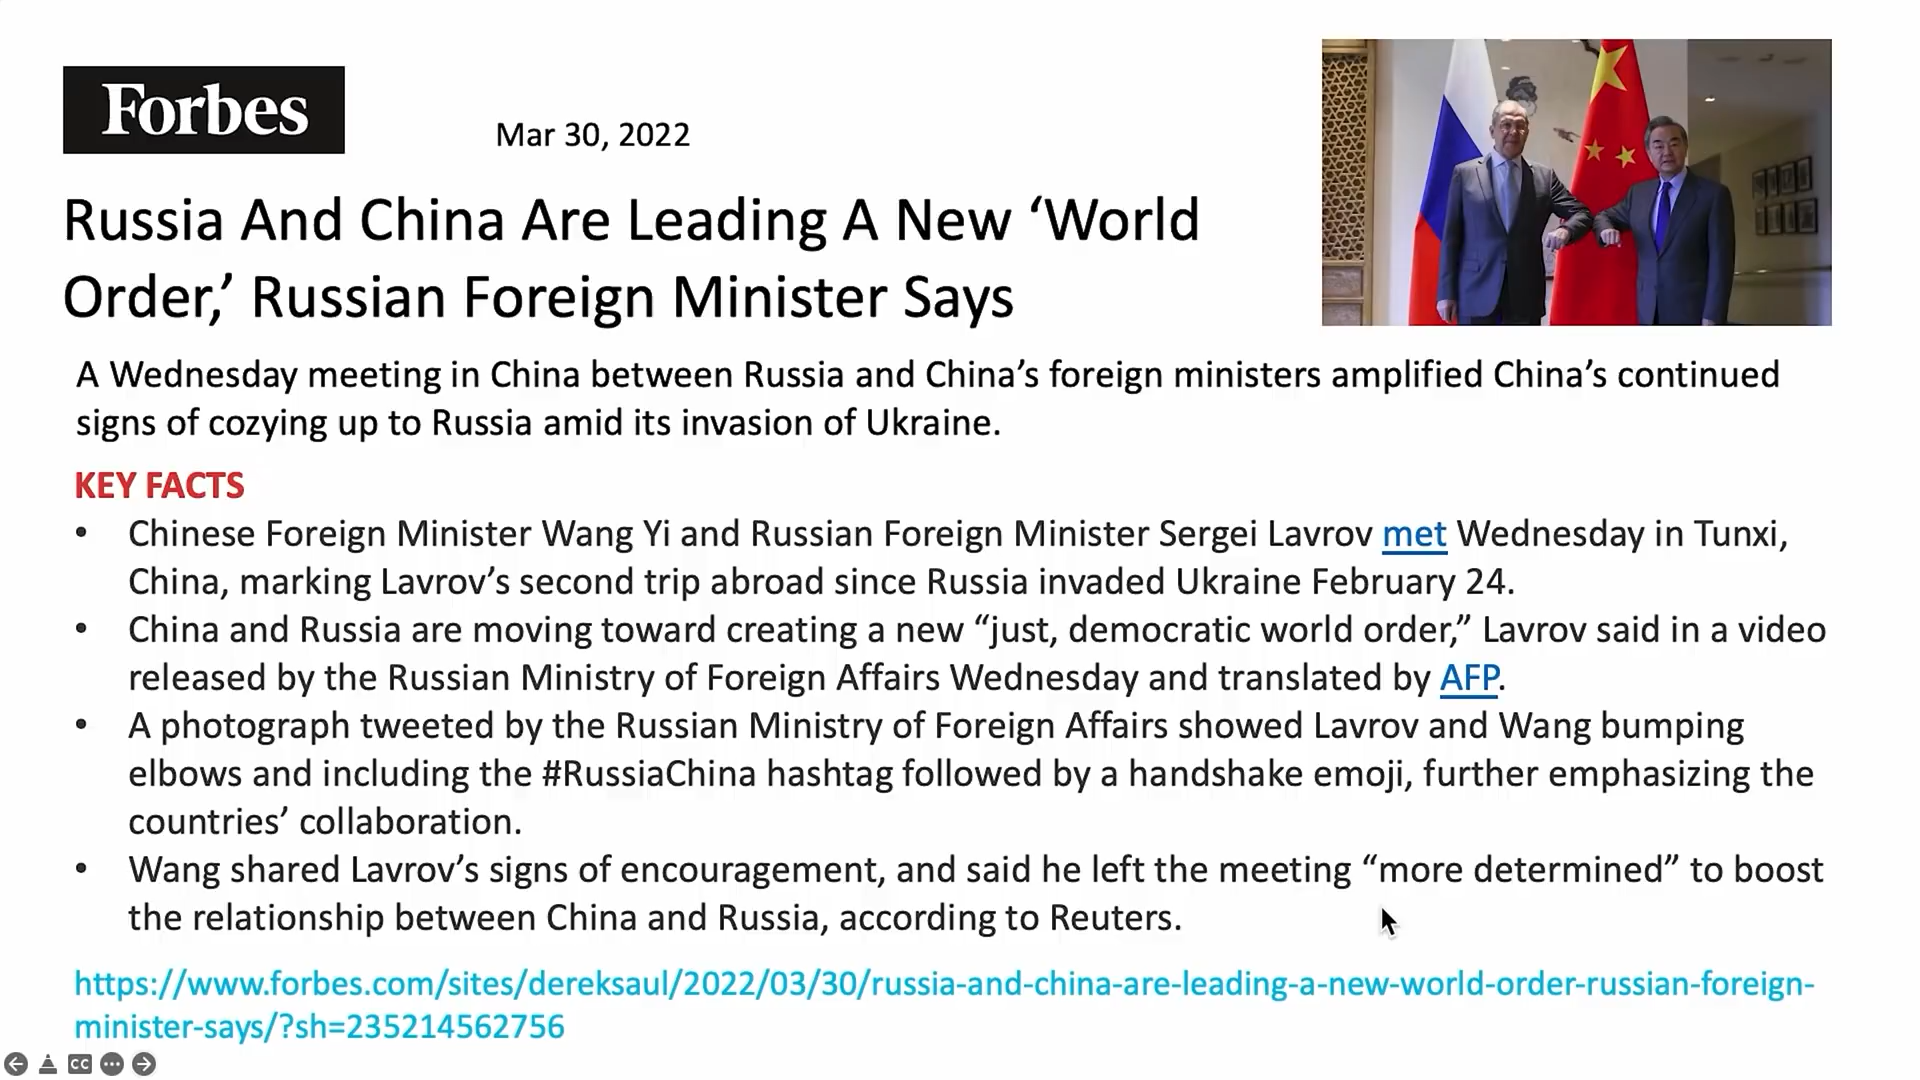 Forbes
Mar 30, 2022
Russia And China Are Leading A New ‘World
Order,’ Russian Foreign Minister Says
A Wednesday meeting in China between Russia and China’s foreign ministers amplified China’s continued
signs of cozying up to Russia amid its invasion of Ukraine.
KEY FACTS
• Chinese Foreign Minister Wang Yi and Russian Foreign Minister Sergei Lavrov met Wednesday in Tunxi,
China, marking Lavrov’s second trip abroad since Russia invaded Ukraine February 24.
• China and Russia are moving toward creating a new “just, democratic world order,” Lavrov said in a video
released by the Russian Ministry of Foreign Affairs Wednesday and translated by AFP.
• A photograph tweeted by the Russian Ministry of Foreign Affairs showed Lavrov and Wang bumping
elbows and including the #RussiaChina hashtag followed by a handshake emoji, further emphasizing the
countries’ collaboration.
• Wang shared Lavrov’s signs of encouragement, and said he left the meeting “more determined” to boost
the relationship between China and Russia, according to Reuters.
https://www.forbes.com/sites/dereksaul/2022/03/30/russia-and-china-are-leading-a-new-world-order-russian-foreign-
minister-says/?sh=235214562756
CC